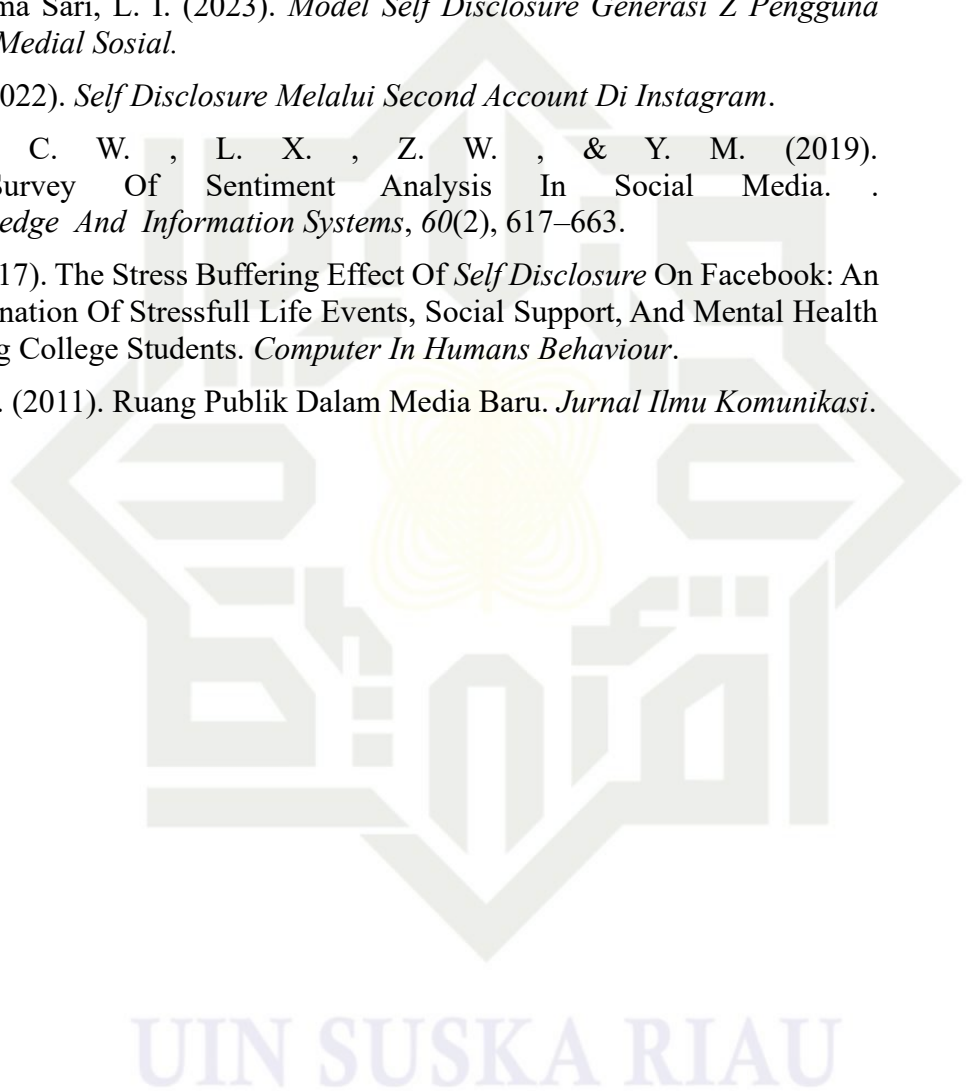 ma Sari, L. I. (2023). Model Self Disclosure Generasi Z Pengguna
Medial Sosial.
022). Self Disclosure Melalui Second Account Di Instagram.
C. W. , L. X. , Z. W. , & Y. M. (2019).
urvey Of Sentiment Analysis In Social Media. .
edge And Information Systems, 60(2), 617–663.
17). The Stress Buffering Effect Of Self Disclosure On Facebook: An
nation Of Stressfull Life Events, Social Support, And Mental Health
g College Students. Computer In Humans Behaviour.
. (2011). Ruang Publik Dalam Media Baru. Jurnal Ilmu Komunikasi.
UIN SUSKA RIAU